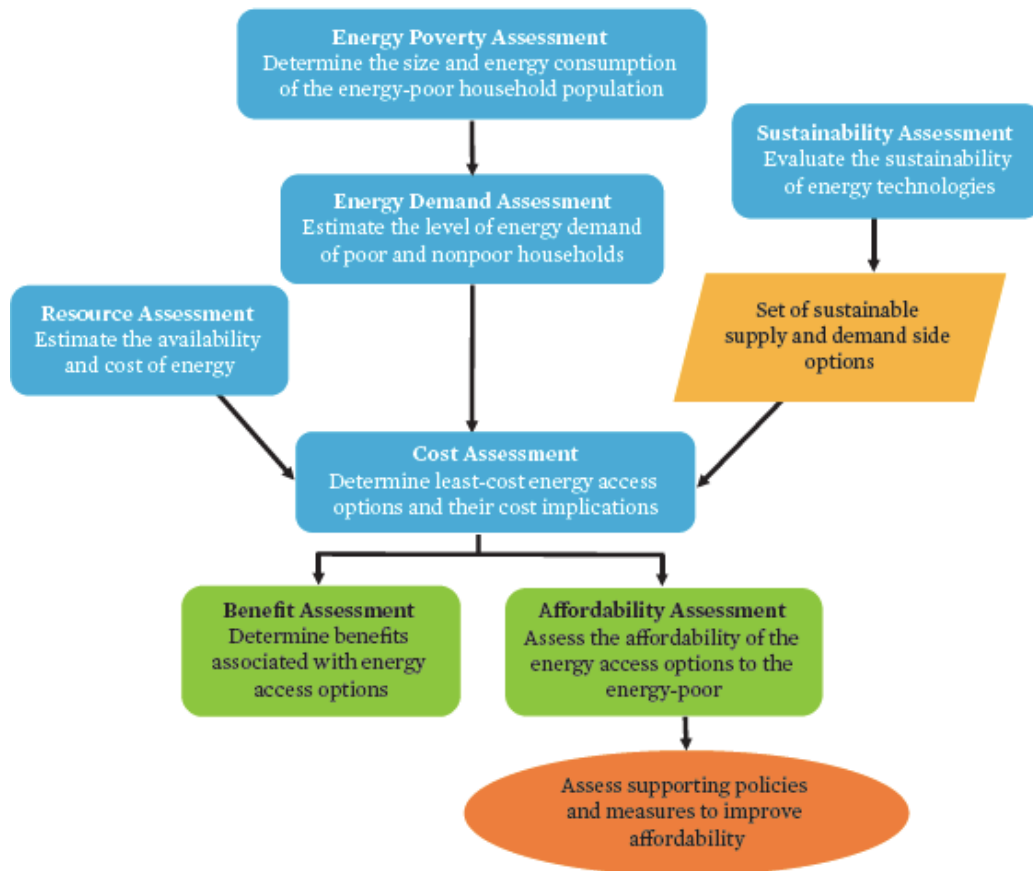 Energy Poverty Assessment
Determine the size and energy consumption
of the energy-poor household population
Sustainability Assessment
Evaluate the sustainability
of energy technologies
Energy Demand Assessment
Estimate the level of energy demand
of poor and nonpoor households
Resource Assessment
Estimate the availability
and cost of energy
Set of sustainable
supply and demand side
options
Cost Assessment
Determine least-cost energy access
options and their cost implications
Benefit Assessment
Determine benefits
associated with energy
access options
Affordability Assessment
Assess the affordability of the
energy access options to the
energy-poor
Assess supporting policies
and measures to improve
affordability